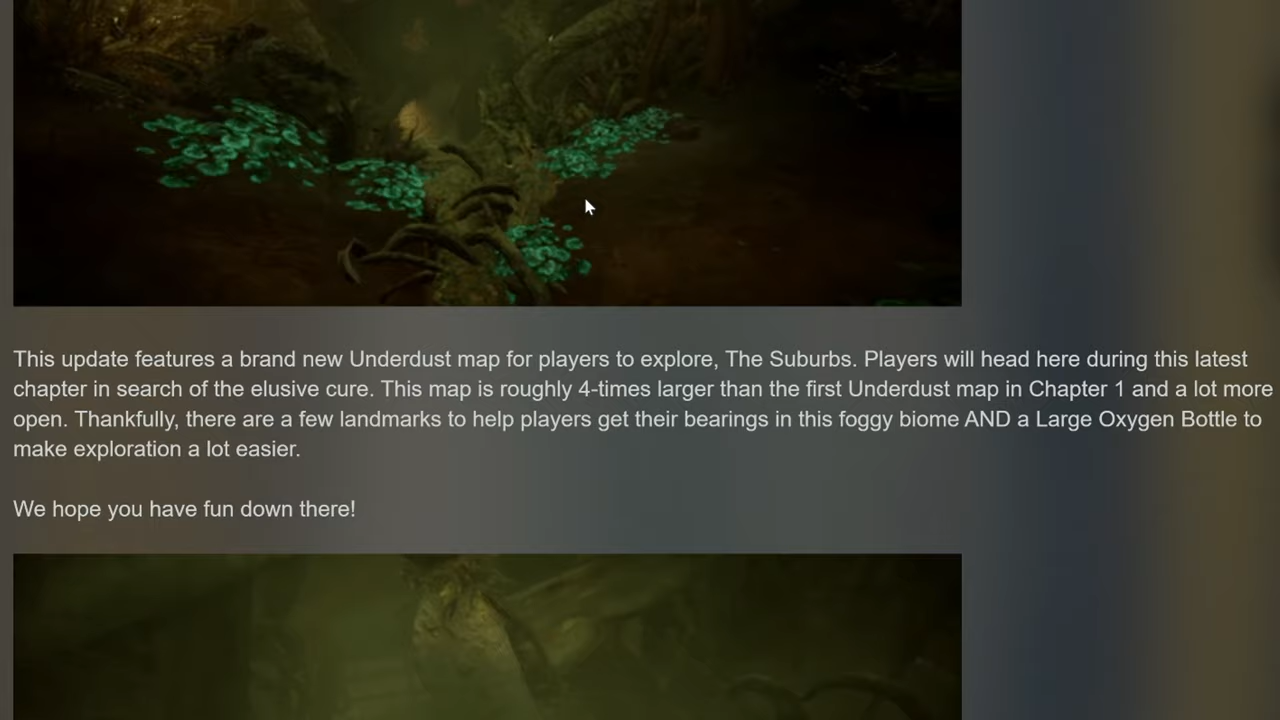 This update features a brand new Underdust map for players to explore, The Suburbs. Players will head here during this latest
chapter in search of the elusive cure. This map is roughly 4-times larger than the first Underdust map in Chapter 1 and a lot more
open. Thankfully, there are a few landmarks to help players get their bearings in this foggy biome AND a Large Oxygen Bottle to
make exploration a lot easier.
We hope you have fun down there!